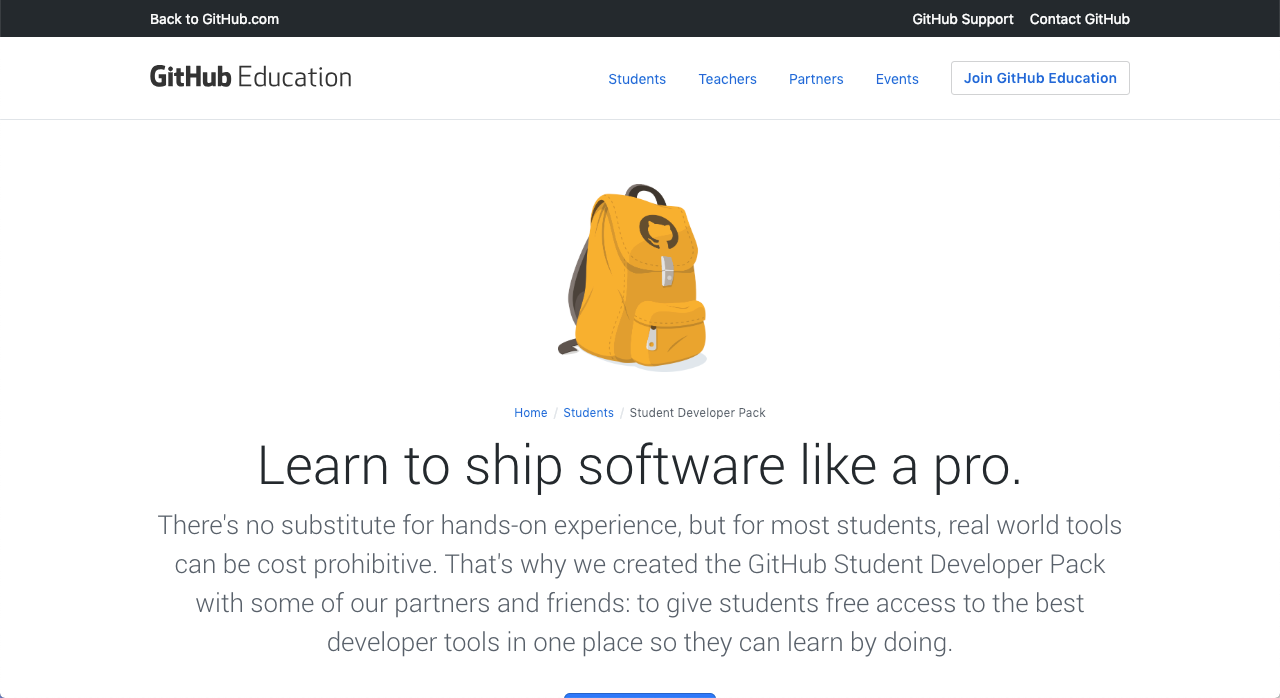 Back to GitHub.com
GitHub Support
Contact GitHub
GitHub Education
Students
Teachers
Partners
Events
Join GitHub Education
Home / Students / Student Developer Pack
Learn to ship software like a pro.
There's no substitute for hands-on experience, but for most students, real world tools
can be cost prohibitive. That's why we created the GitHub Student Developer Pack
with some of our partners and friends: to give students free access to the best
developer tools in one place so they can learn by doing.